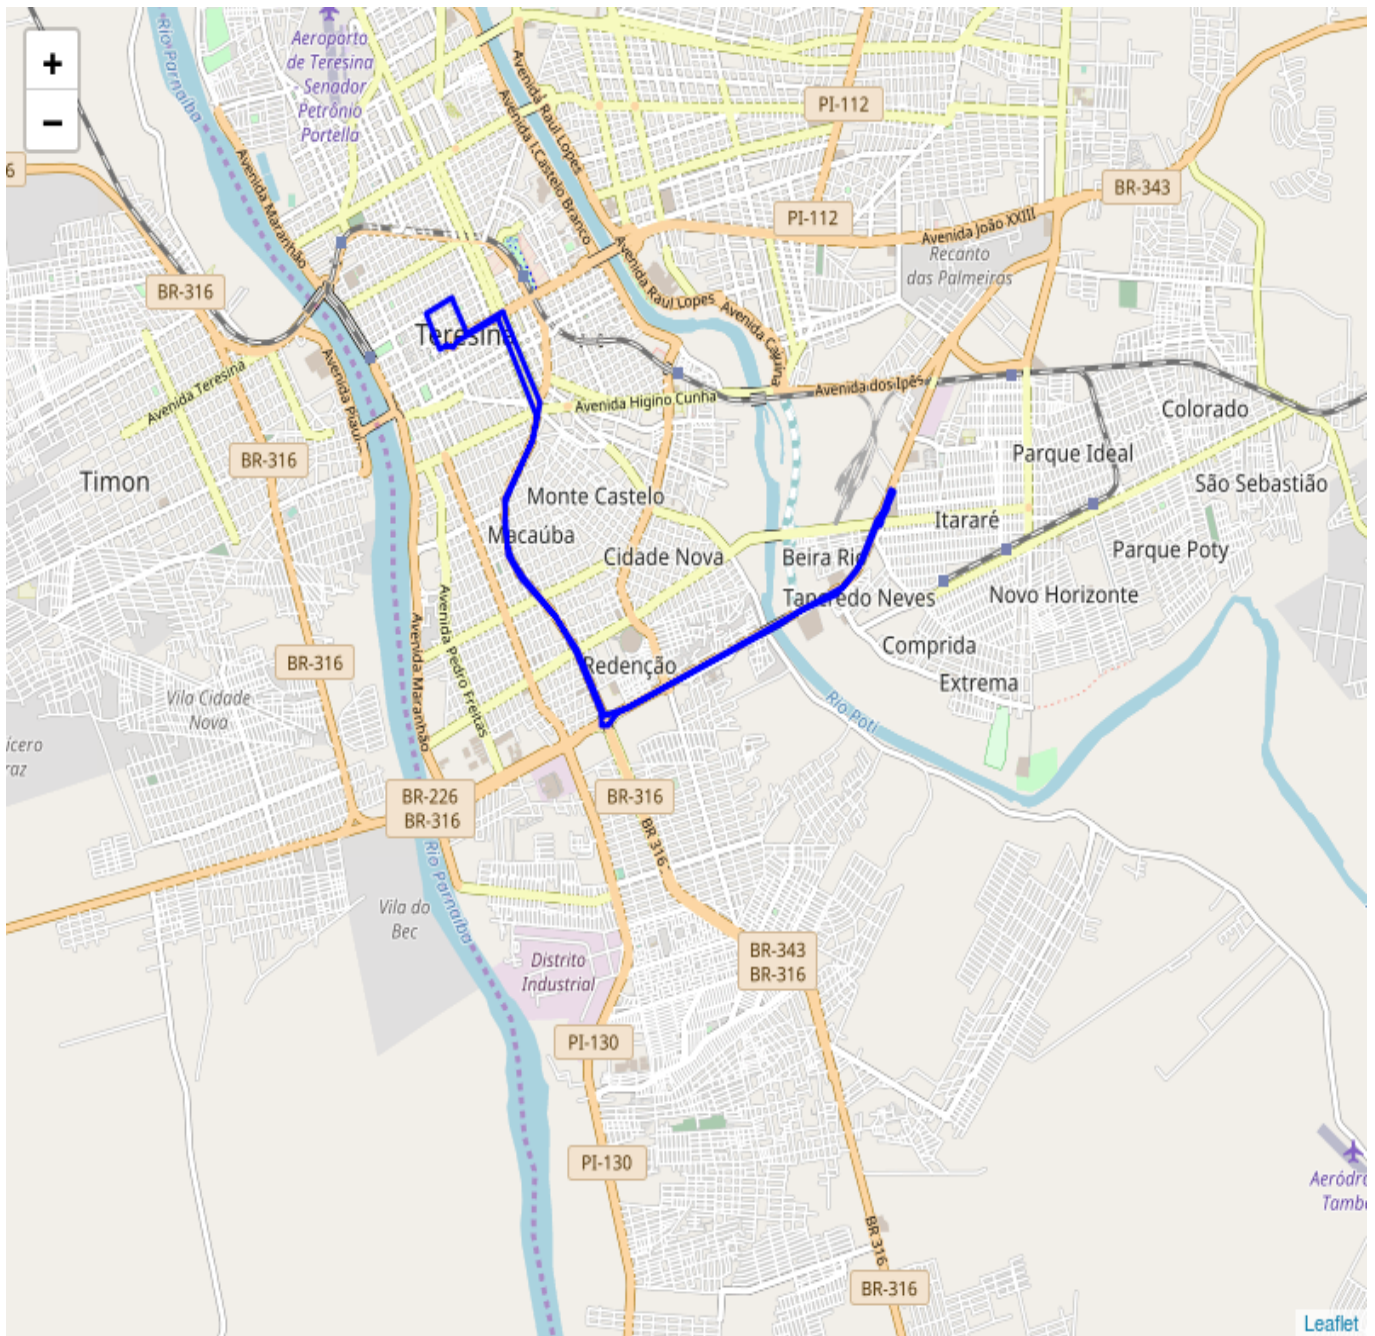 +
−
Rio Parnaíba
Aeroporto
de Teresina
- Senador
Petrônio
Portella
Avenida Maranhão
Avenida Raul Lopes
Avenida I.Castelo Branco
PI-112
PI-112
BR-343
6
Avenida João XXIII
Recanto
das Palmeiras
BR-316
Avenida Raul Lopes
Avenida Cajuína
Teresina
Avenida Teresina
Avenida Piauí
Avenida Higino Cunha
Avenida dos Ipês
Colorado
Parque Ideal
BR-316
Timon
São Sebastião
Monte Castelo
Macaúba
Itararé
Cidade Nova
Beira Rio
Parque Poty
Tancredo Neves
Novo Horizonte
Avenida Pedro Freitas
Avenida Maranhão
BR-316
Redenção
Comprida
Extrema
Vila Cidade
Nova
Rio Poti
ícero
raz
BR-226
BR-316
BR-316
BR 316
Rio Parnaíba
Vila do
Bec
Distrito
Industrial
BR-343
BR-316
PI-130
PI-130
Aeródro
Tamb
BR 316
BR-316
Leaflet